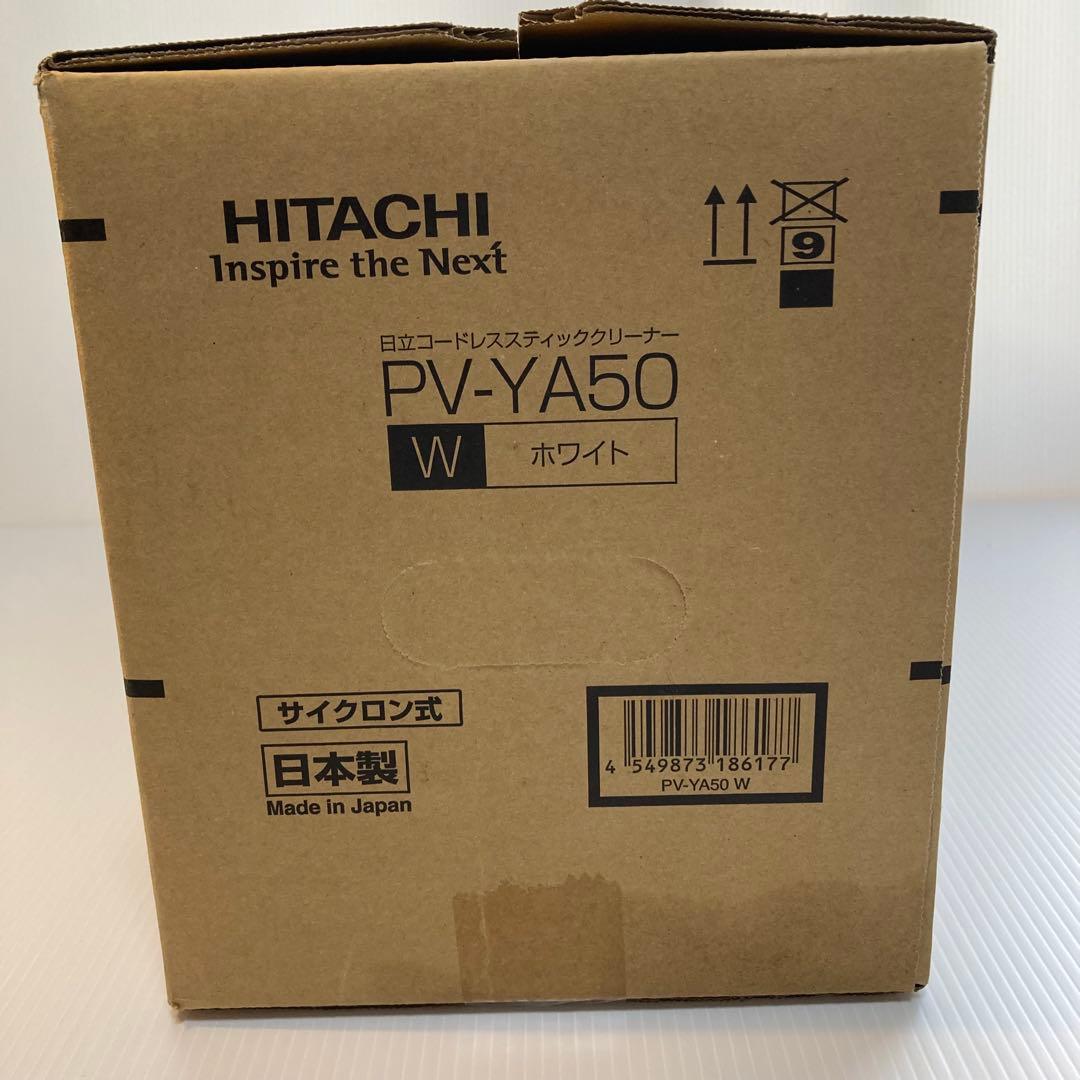 HITACHI
Inspire the Next
9
日立コードレススティッククリーナー
PV-YA50
W ホワイト
サイクロン式
日本製
Made in Japan
4 549873 186177
PV-YA50 W